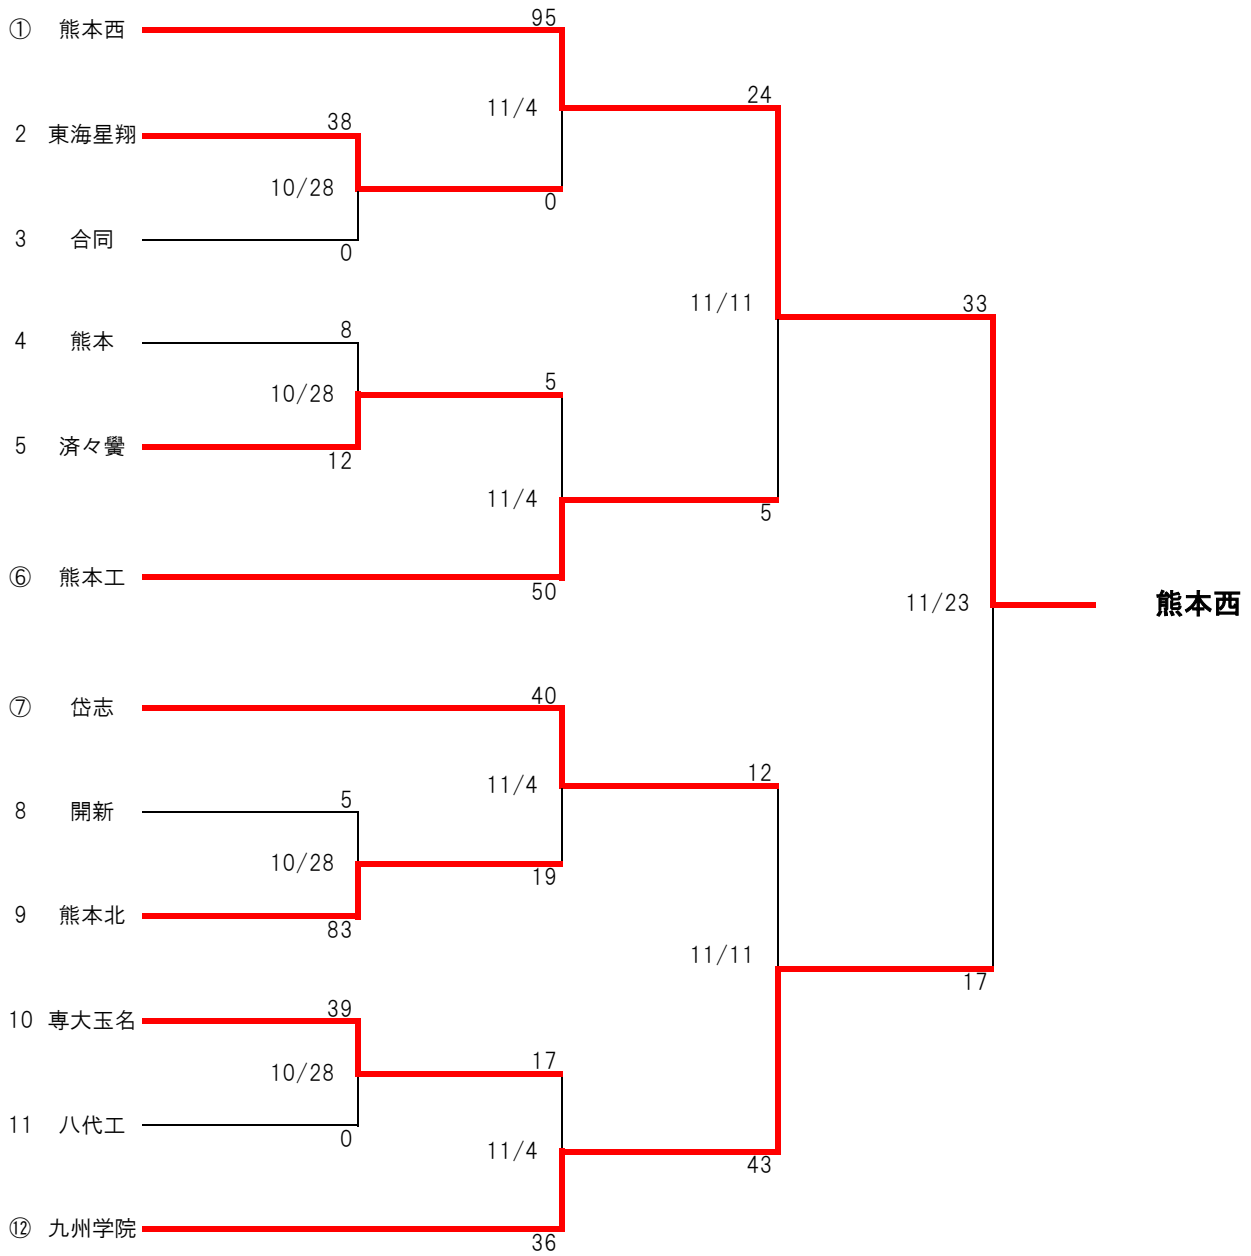 95
① 熊本西
24
11/4
38
2 東海星翔
10/28
0
3 合同
0
11/11
33
8
4 熊本
5
10/28
5 済々黌
12
11/4
5
⑥ 熊本工
50
11/23
熊本西
40
⑦ 岱志
12
11/4
5
8 開新
10/28
19
9 熊本北
83
11/11
17
39
10 専大玉名
17
10/28
11 八代工
0
11/4
43
⑫ 九州学院
36